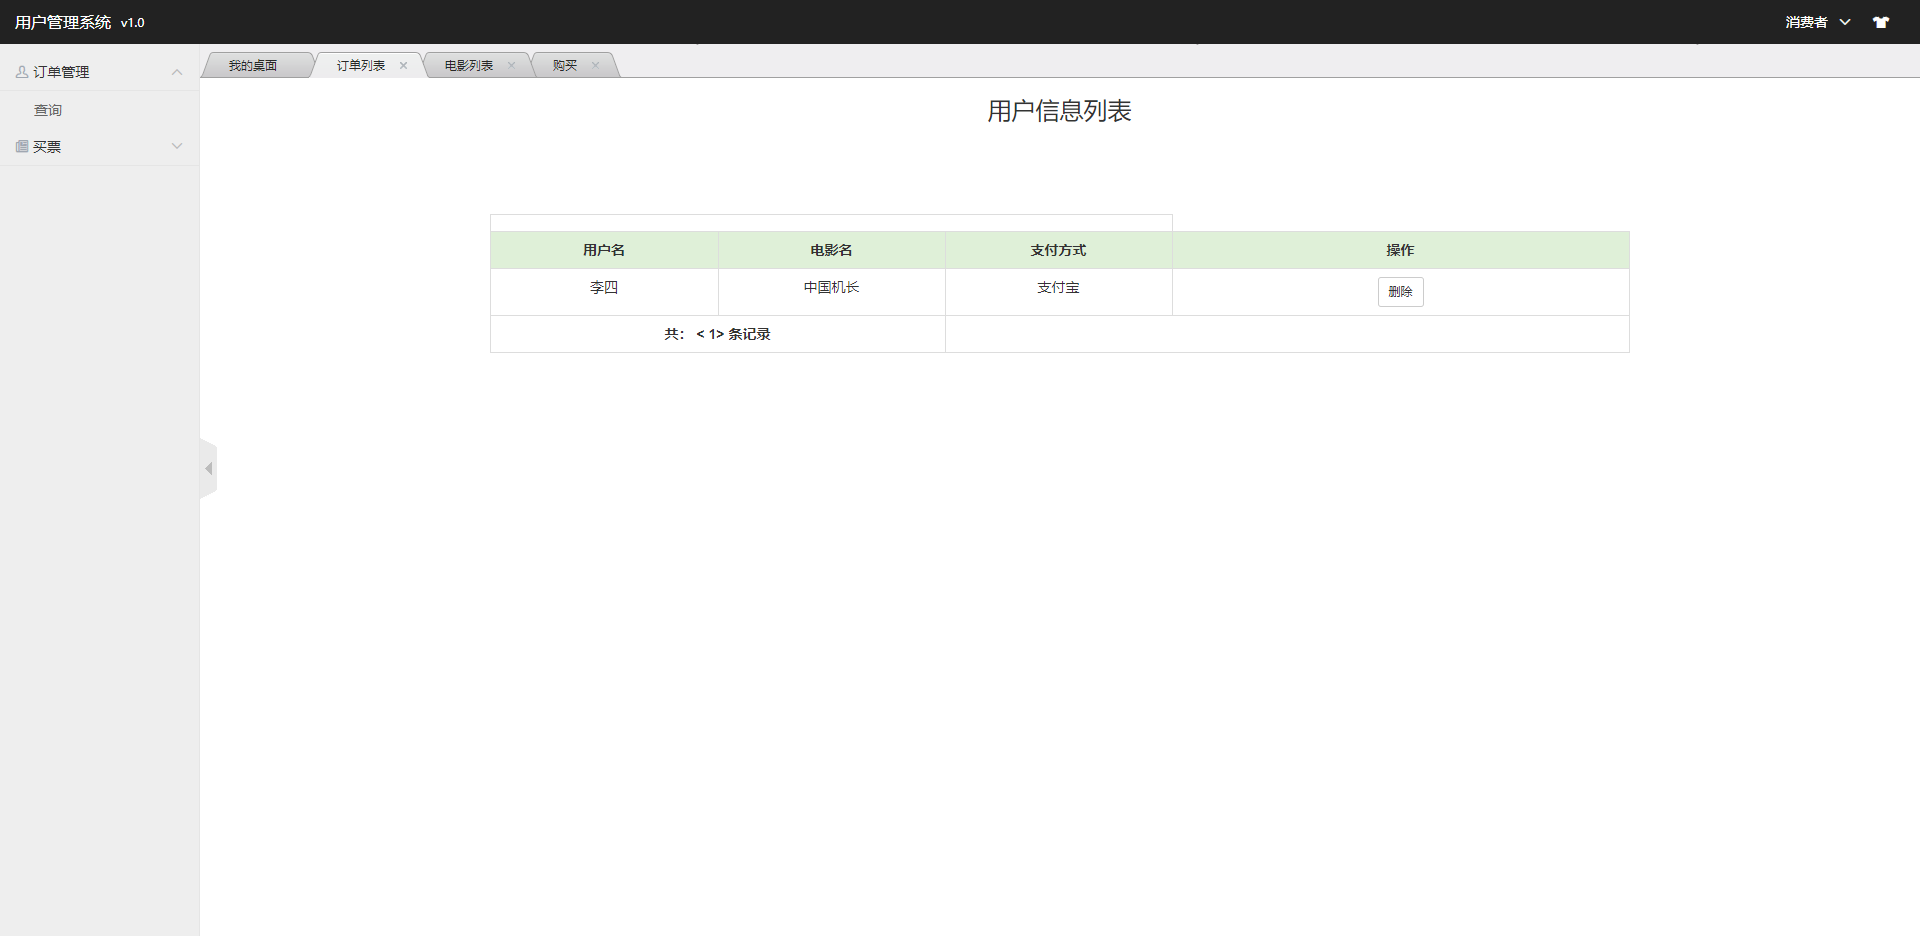 用户管理系统 v1.0
消费者
订单管理
查询
买票
我的桌面
订单列表
电影列表
购买
用户信息列表
用户名 电影名 支付方式 操作
李四 中国机长 支付宝 删除
共： < 1> 条记录